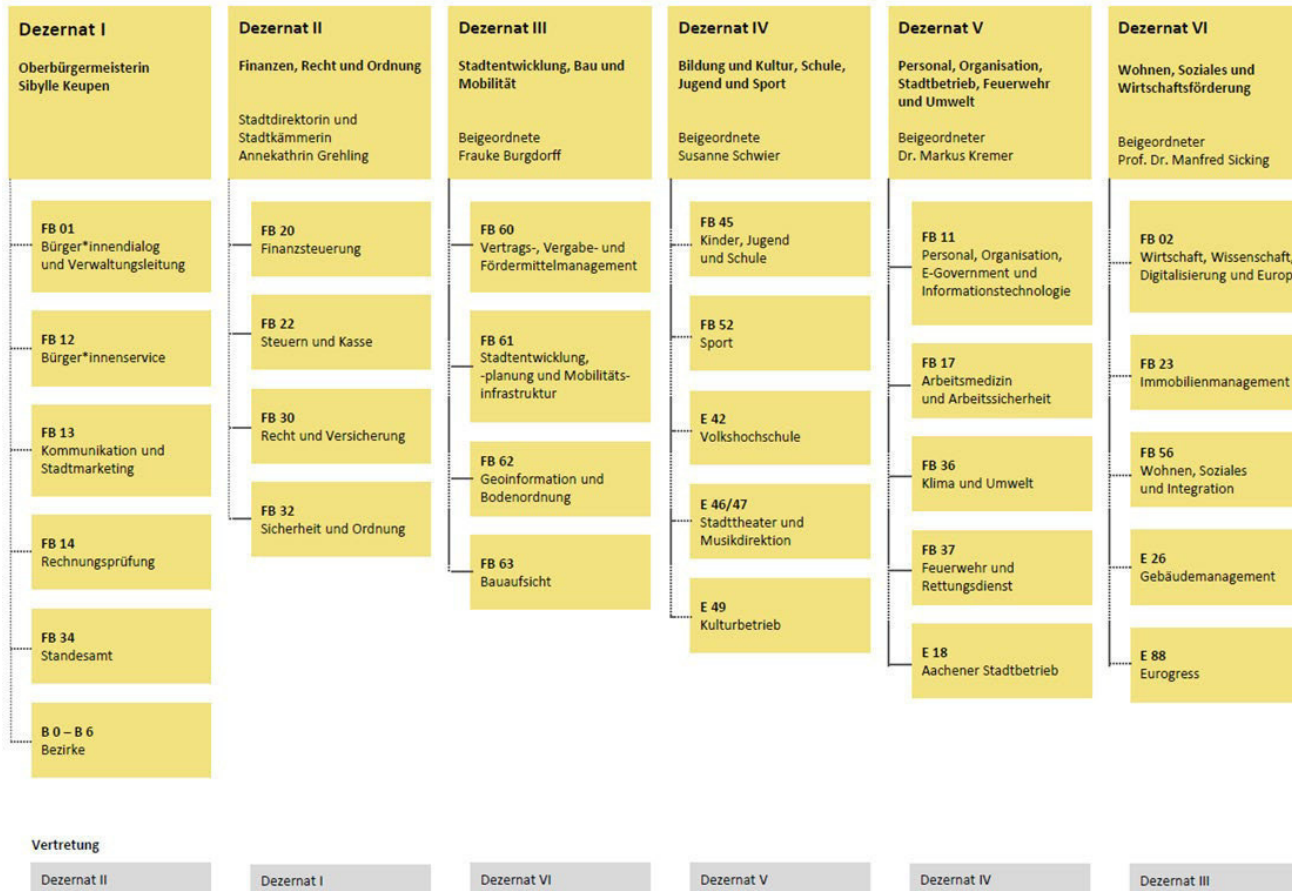 Dezernat I
Oberbürgermeisterin
Sibylle Keupen
FB 01
Bürger*innendialog
und Verwaltungsleitung
FB 12
Bürger*innenservice
FB 13
Kommunikation und
Stadtmarketing
FB 14
Rechnungsprüfung
FB 34
Standesamt
B 0 – B 6
Bezirke
Dezernat II
Finanzen, Recht und Ordnung
Stadtdirektorin und
Stadtkämmerin
Annekathrin Grehling
FB 20
Finanzsteuerung
FB 22
Steuern und Kasse
FB 30
Recht und Versicherung
FB 32
Sicherheit und Ordnung
Dezernat III
Stadtentwicklung, Bau und
Mobilität
Beigeordnete
Frauke Burgdorff
FB 60
Vertrags-, Vergabe- und
Fördermittelmanagement
FB 61
Stadtentwicklung,
-planung und Mobilitäts-
infrastruktur
FB 62
Geoinformation und
Bodenordnung
FB 63
Bauaufsicht
Dezernat IV
Bildung und Kultur, Schule,
Jugend und Sport
Beigeordnete
Susanne Schwier
FB 45
Kinder, Jugend
und Schule
FB 52
Sport
E 42
Volkshochschule
E 46/47
Stadttheater und
Musikdirektion
E 49
Kulturbetrieb
Dezernat V
Personal, Organisation,
Stadtbetrieb, Feuerwehr
und Umwelt
Beigeordneter
Dr. Markus Kremer
FB 11
Personal, Organisation,
E-Government und
Informationstechnologie
FB 17
Arbeitsmedizin
und Arbeitssicherheit
FB 36
Klima und Umwelt
FB 37
Feuerwehr und
Rettungsdienst
E 18
Aachener Stadtbetrieb
Dezernat VI
Wohnen, Soziales und
Wirtschaftsförderung
Beigeordneter
Prof. Dr. Manfred Sicking
FB 02
Wirtschaft, Wissenschaft,
Digitalisierung und Europ
FB 23
Immobilienmanagement
FB 56
Wohnen, Soziales
und Integration
E 26
Gebäudemanagement
E 88
Eurogress
Vertretung
Dezernat II
Dezernat I
Dezernat VI
Dezernat V
Dezernat IV
Dezernat III